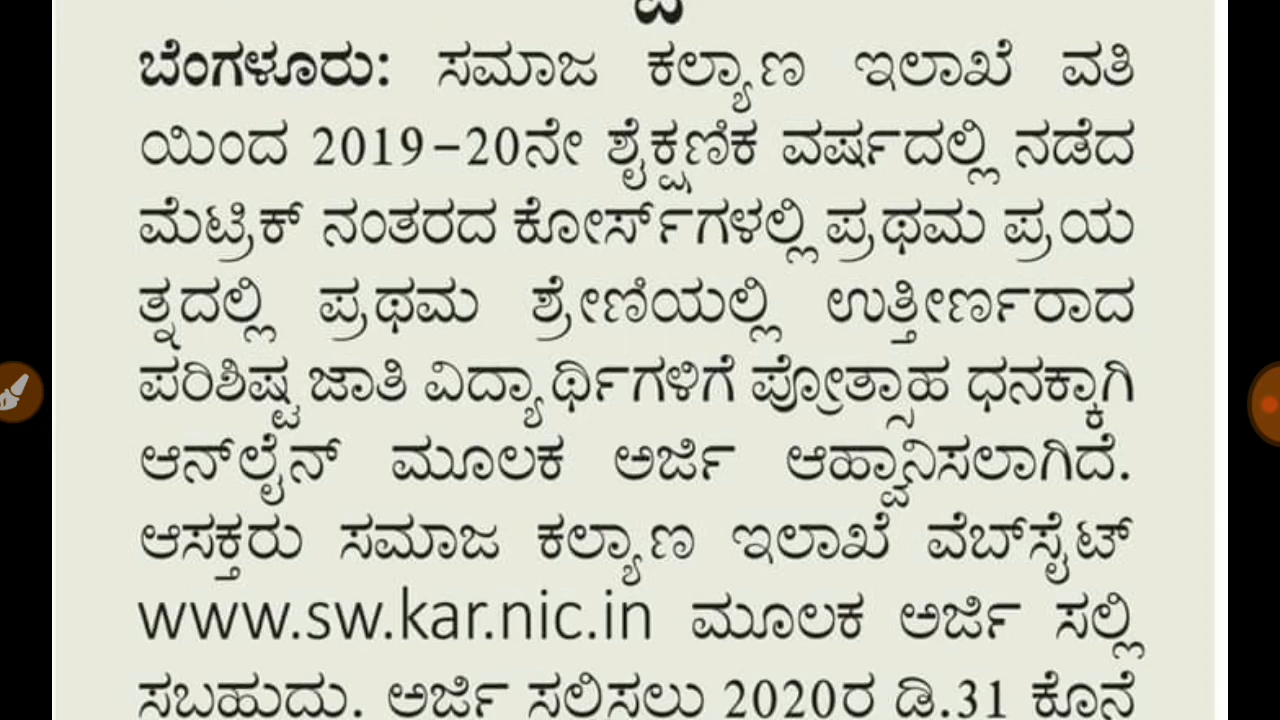 ಬೆಂಗಳೂರು: ಸಮಾಜ ಕಲ್ಯಾಣ ಇಲಾಖೆ ವತಿ
ಯಿಂದ 2019-20ನೇ ಶೈಕ್ಷಣಿಕ ವರ್ಷದಲ್ಲಿ ನಡೆದ
ಮೆಟ್ರಿಕ್ ನಂತರದ ಕೋರ್ಸ್‌ಗಳಲ್ಲಿ ಪ್ರಥಮ ಪ್ರಯ
ತ್ನದಲ್ಲಿ ಪ್ರಥಮ ಶ್ರೇಣಿಯಲ್ಲಿ ಉತ್ತೀರ್ಣರಾದ
ಪರಿಶಿಷ್ಟ ಜಾತಿ ವಿದ್ಯಾರ್ಥಿಗಳಿಗೆ ಪ್ರೋತ್ಸಾಹ ಧನಕ್ಕಾಗಿ
ಆನ್‌ಲೈನ್ ಮೂಲಕ ಅರ್ಜಿ ಆಹ್ವಾನಿಸಲಾಗಿದೆ.
ಆಸಕ್ತರು ಸಮಾಜ ಕಲ್ಯಾಣ ಇಲಾಖೆ ವೆಬ್‌ಸೈಟ್
www.sw.kar.nic.in ಮೂಲಕ ಅರ್ಜಿ ಸಲ್ಲಿ
ಸಬಹುದು. ಅರ್ಜಿ ಸಲಿಸಲು 2020ರ ಡಿ.31 ಕೊನೆ